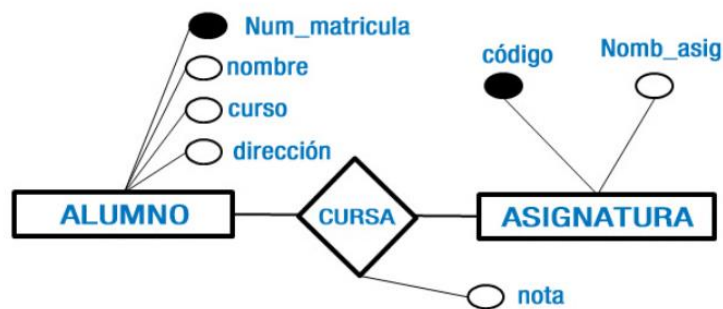 Num_matricula
nombre
curso
dirección
código
Nomb_asig
ALUMNO
CURSA
ASIGNATURA
nota